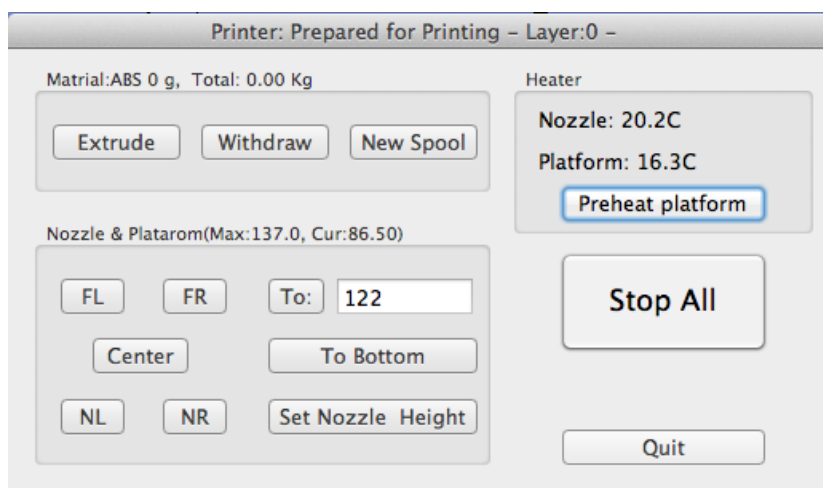 Printer: Prepared for Printing – Layer:0 –
Matrial:ABS 0 g, Total: 0.00 Kg
Extrude Withdraw New Spool
Heater
Nozzle: 20.2C
Platform: 16.3C
Preheat platform
Nozzle & Platarom(Max:137.0, Cur:86.50)
FL FR To: 122
Center To Bottom
NL NR Set Nozzle Height
Stop All
Quit